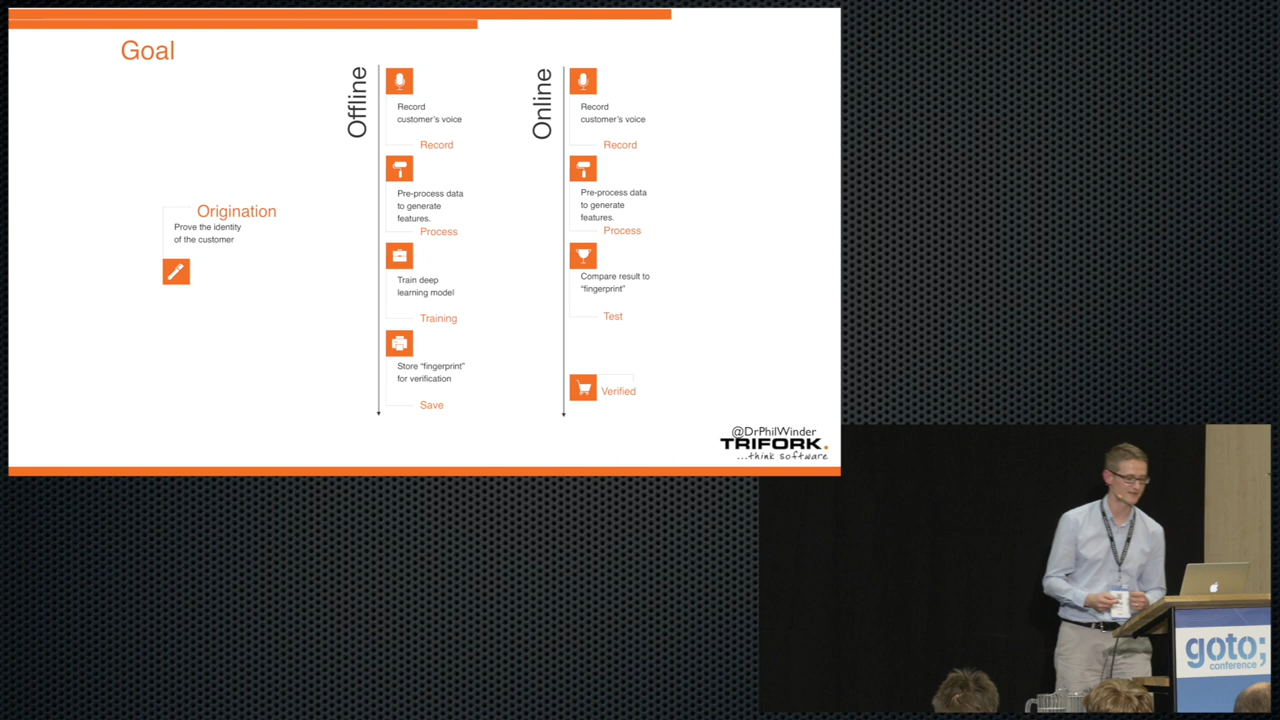 Goal
Origination
Prove the identity
of the customer
Offline
Record
customer's voice
Record
Pre-process data
to generate
features.
Process
Train deep
learning model
Training
Store "fingerprint"
for verification
Save
Online
Record
customer's voice
Record
Pre-process data
to generate
features.
Process
Compare result to
"fingerprint"
Test
Verified
@DrPhilWinder
TRIFORK.
...think software
goto;
conference